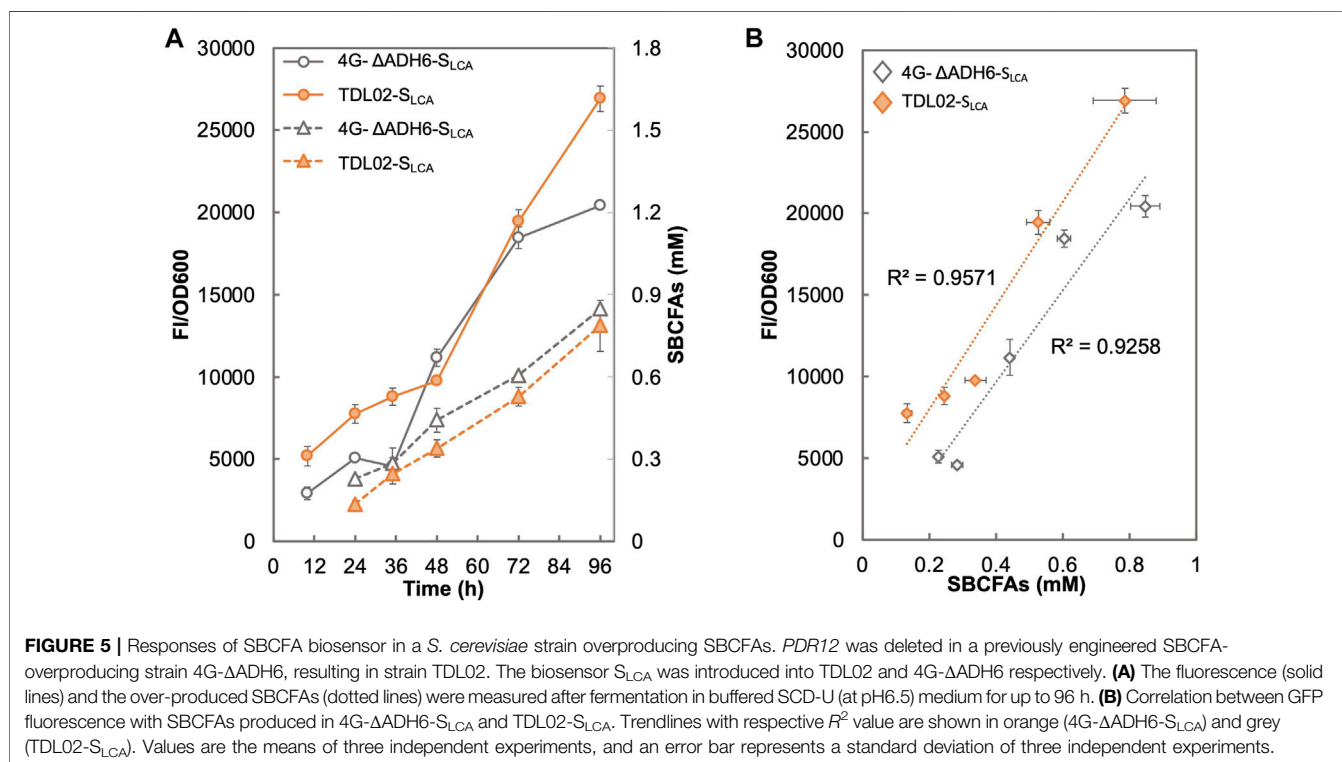 A
30000
25000
20000
15000
10000
5000
0
FI/OD600
4G- ΔADH6-SLCA
TDL02-SLCA
4G- ΔADH6-SLCA
TDL02-SLCA
1.8
1.5
1.2
0.9
0.6
0.3
0
SBCFAs (mM)
0 12 24 36 48 60 72 84 96
Time (h)
B
30000
25000
20000
15000
10000
5000
0
FI/OD600
4G- ΔADH6-SLCA
TDL02-SLCA
R² = 0.9571
R² = 0.9258
0 0.2 0.4 0.6 0.8 1
SBCFAs (mM)
FIGURE 5 | Responses of SBCFA biosensor in a S. cerevisiae strain overproducing SBCFAs. PDR12 was deleted in a previously engineered SBCFA-
overproducing strain 4G-ΔADH6, resulting in strain TDL02. The biosensor SLCA was introduced into TDL02 and 4G-ΔADH6 respectively. (A) The fluorescence (solid
lines) and the over-produced SBCFAs (dotted lines) were measured after fermentation in buffered SCD-U (at pH6.5) medium for up to 96 h. (B) Correlation between GFP
fluorescence with SBCFAs produced in 4G-ΔADH6-SLCA and TDL02-SLCA. Trendlines with respective R² value are shown in orange (4G-ΔADH6-SLCA) and grey
(TDL02-SLCA). Values are the means of three independent experiments, and an error bar represents a standard deviation of three independent experiments.